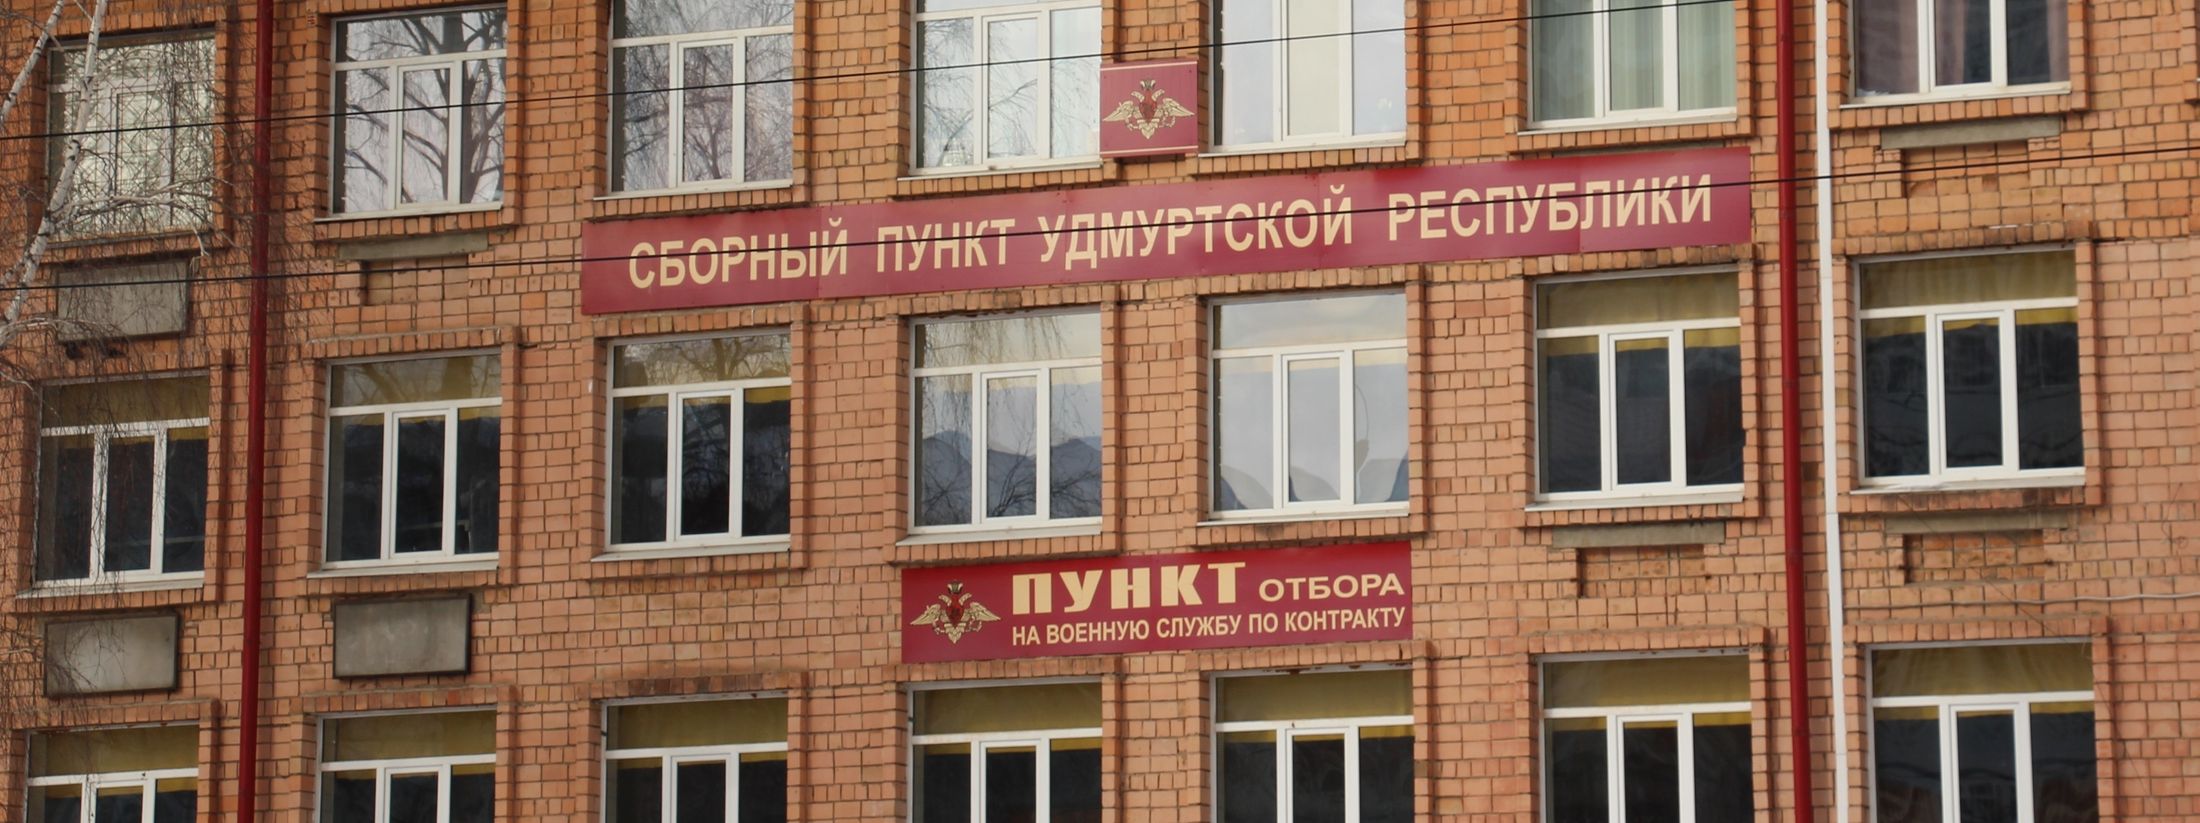 СБОРНЫЙ ПУНКТ УДМУРТСКОЙ РЕСПУБЛИКИ
ПУНКТ ОТБОРА
НА ВОЕННУЮ СЛУЖБУ ПО КОНТРАКТУ